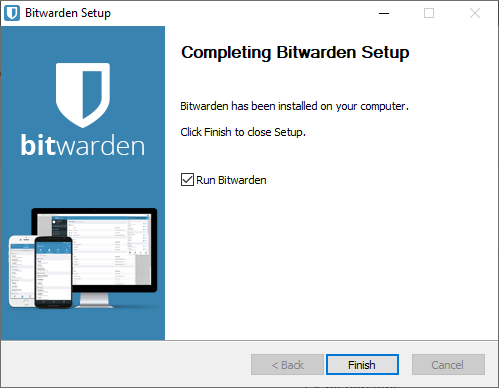 Bitwarden Setup
Completing Bitwarden Setup
Bitwarden has been installed on your computer.
Click Finish to close Setup.
bitwarden
Run Bitwarden
< Back
Finish
Cancel